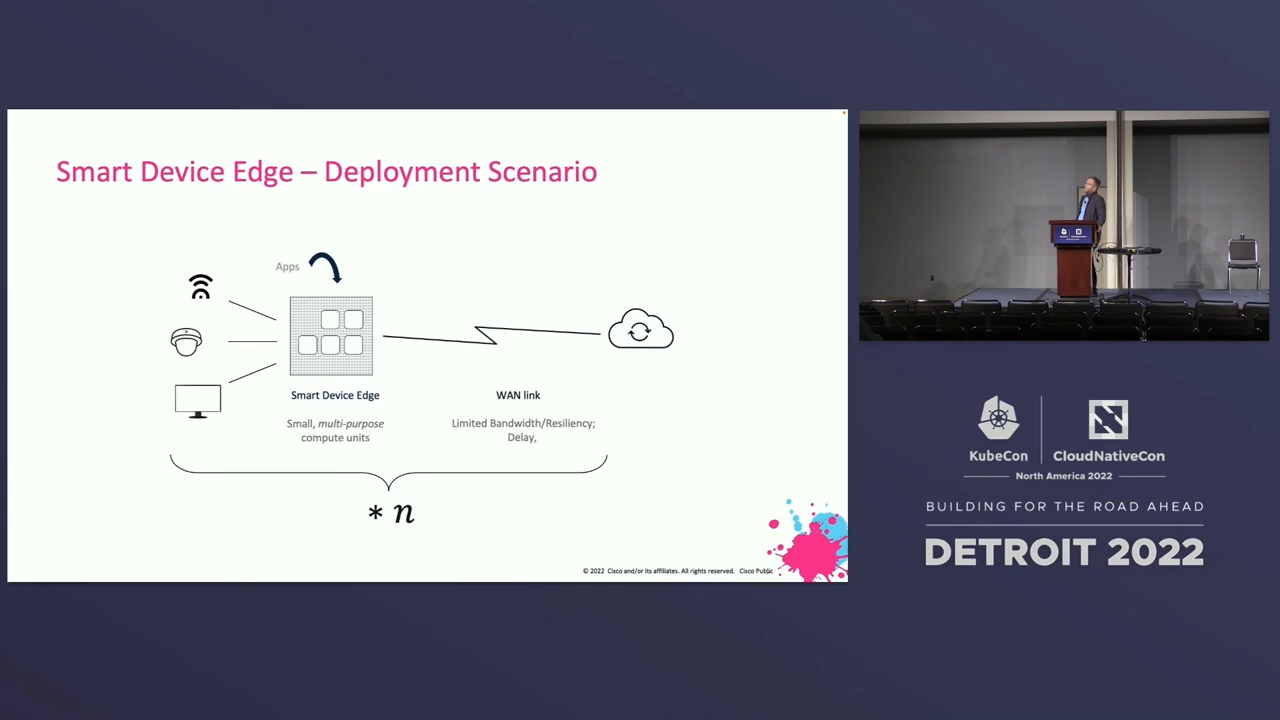 Smart Device Edge – Deployment Scenario
Apps
Smart Device Edge
Small, multi-purpose
compute units
WAN link
Limited Bandwidth/Resiliency;
Delay,
* n
© 2022 Cisco and/or its affiliates. All rights reserved. Cisco Public
KubeCon
CloudNativeCon
North America 2022
BUILDING FOR THE ROAD AHEAD
DETROIT 2022